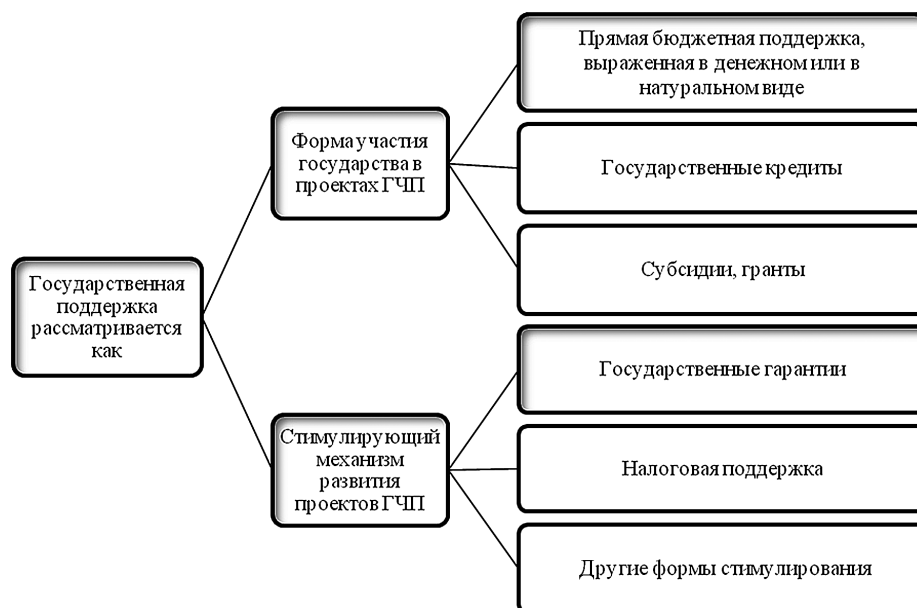 Государственная
поддержка
рассматривается
как
Форма участия
государства в
проектах ГЧП
Прямая бюджетная поддержка,
выраженная в денежном или в
натуральном виде
Государственные кредиты
Субсидии, гранты
Стимулирующий
механизм
развития
проектов ГЧП
Государственные гарантии
Налоговая поддержка
Другие формы стимулирования